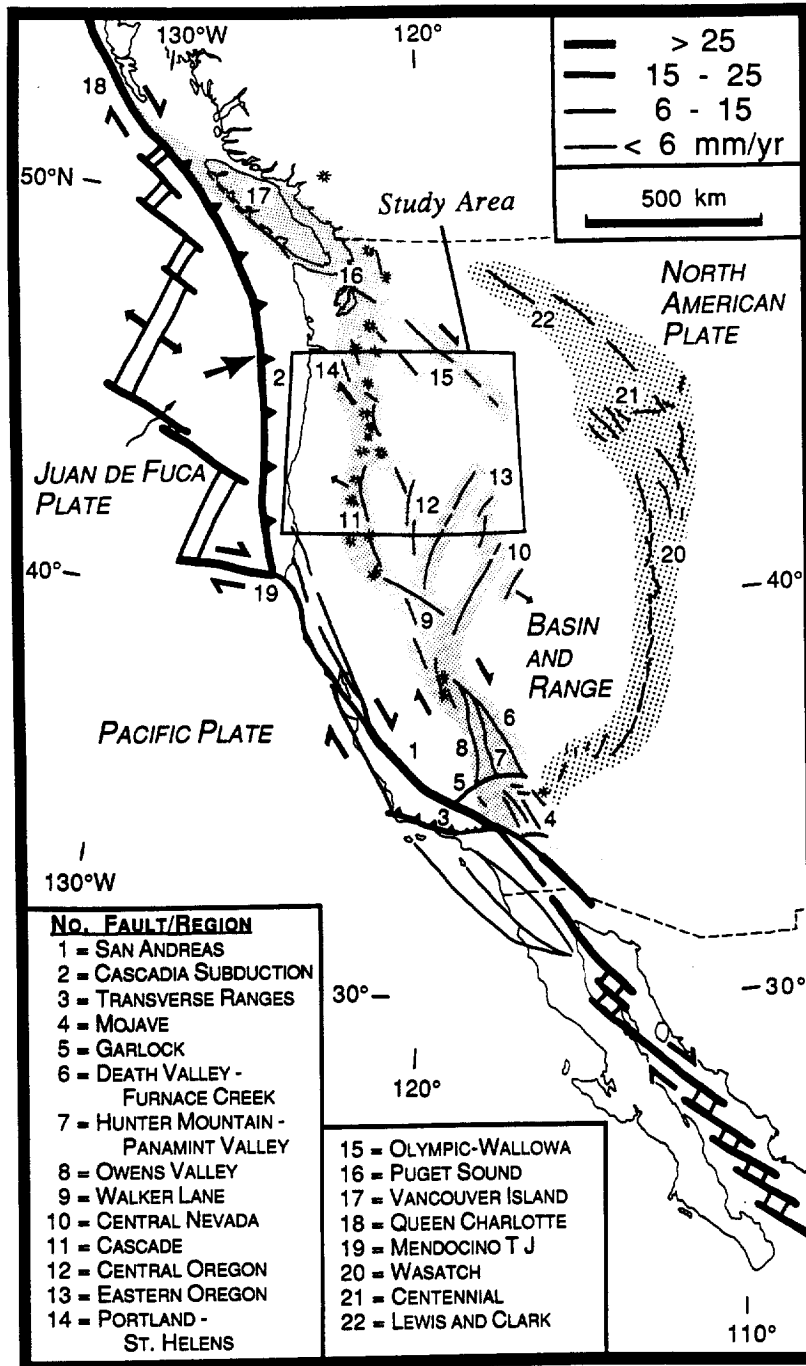 130°W
120°
> 25
15 - 25
6 - 15
< 6 mm/yr
500 km
18
50°N
17
Study Area
16
NORTH
AMERICAN
PLATE
22
2
14
15
21
JUAN DE FUCA
PLATE
13
12
11
10
20
40°
40°
19
9
BASIN
AND
RANGE
PACIFIC PLATE
6
1
8
7
5
3
4
130°W
30°
30°
120°
110°
NO. FAULT/REGION
1 = SAN ANDREAS
2 = CASCADIA SUBDUCTION
3 = TRANSVERSE RANGES
4 = MOJAVE
5 = GARLOCK
6 = DEATH VALLEY -
FURNACE CREEK
7 = HUNTER MOUNTAIN -
PANAMINT VALLEY
8 = OWENS VALLEY
9 = WALKER LANE
10 = CENTRAL NEVADA
11 = CASCADE
12 = CENTRAL OREGON
13 = EASTERN OREGON
14 = PORTLAND -
ST. HELENS
15 = OLYMPIC-WALLOWA
16 = PUGET SOUND
17 = VANCOUVER ISLAND
18 = QUEEN CHARLOTTE
19 = MENDOCINO T J
20 = WASATCH
21 = CENTENNIAL
22 = LEWIS AND CLARK